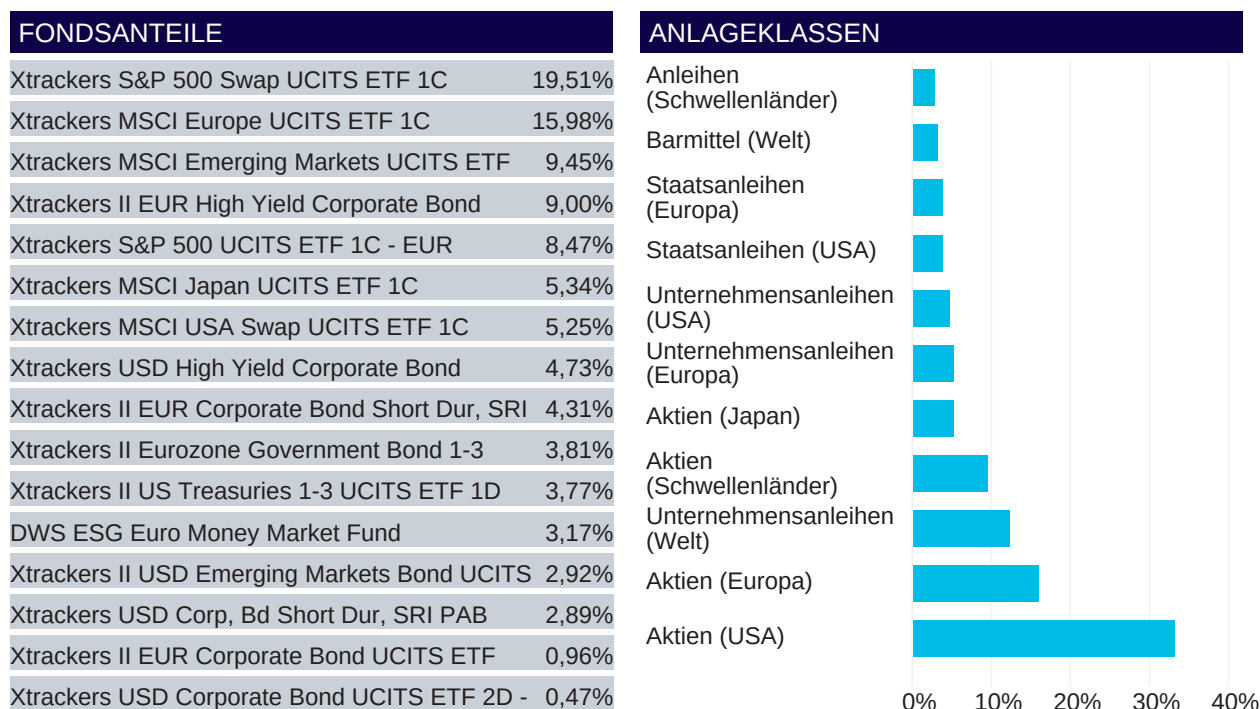 FONDSANTEILE
Xtrackers S&P 500 Swap UCITS ETF 1C 19,51%
Xtrackers MSCI Europe UCITS ETF 1C 15,98%
Xtrackers MSCI Emerging Markets UCITS ETF 9,45%
Xtrackers II EUR High Yield Corporate Bond 9,00%
Xtrackers S&P 500 UCITS ETF 1C - EUR 8,47%
Xtrackers MSCI Japan UCITS ETF 1C 5,34%
Xtrackers MSCI USA Swap UCITS ETF 1C 5,25%
Xtrackers USD High Yield Corporate Bond 4,73%
Xtrackers II EUR Corporate Bond Short Dur, SRI 4,31%
Xtrackers II Eurozone Government Bond 1-3 3,81%
Xtrackers II US Treasuries 1-3 UCITS ETF 1D 3,77%
DWS ESG Euro Money Market Fund 3,17%
Xtrackers II USD Emerging Markets Bond UCITS 2,92%
Xtrackers USD Corp, Bd Short Dur, SRI PAB 2,89%
Xtrackers II EUR Corporate Bond UCITS ETF 0,96%
Xtrackers USD Corporate Bond UCITS ETF 2D - 0,47%
ANLAGEKLASSEN
Anleihen
(Schwellenländer)
Barmittel (Welt)
Staatsanleihen
(Europa)
Staatsanleihen (USA)
Unternehmensanleihen
(USA)
Unternehmensanleihen
(Europa)
Aktien (Japan)
Aktien
(Schwellenländer)
Unternehmensanleihen
(Welt)
Aktien (Europa)
Aktien (USA)
0% 10% 20% 30% 40%